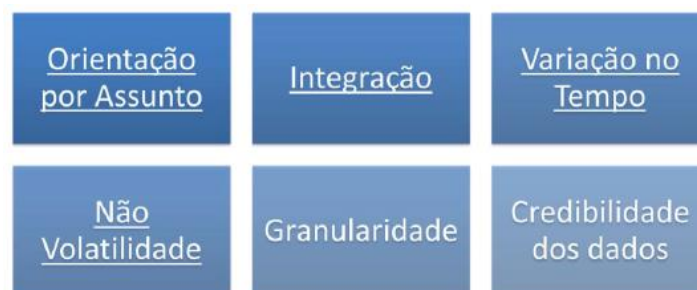 Orientação
por Assunto
Integração
Variação no
Tempo
Não
Volatilidade
Granularidade
Credibilidade
dos dados